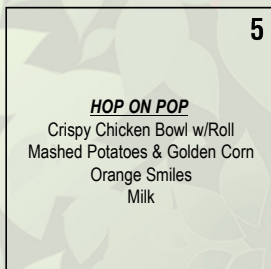 5
HOP ON POP
Crispy Chicken Bowl w/Roll
Mashed Potatoes & Golden Corn
Orange Smiles
Milk